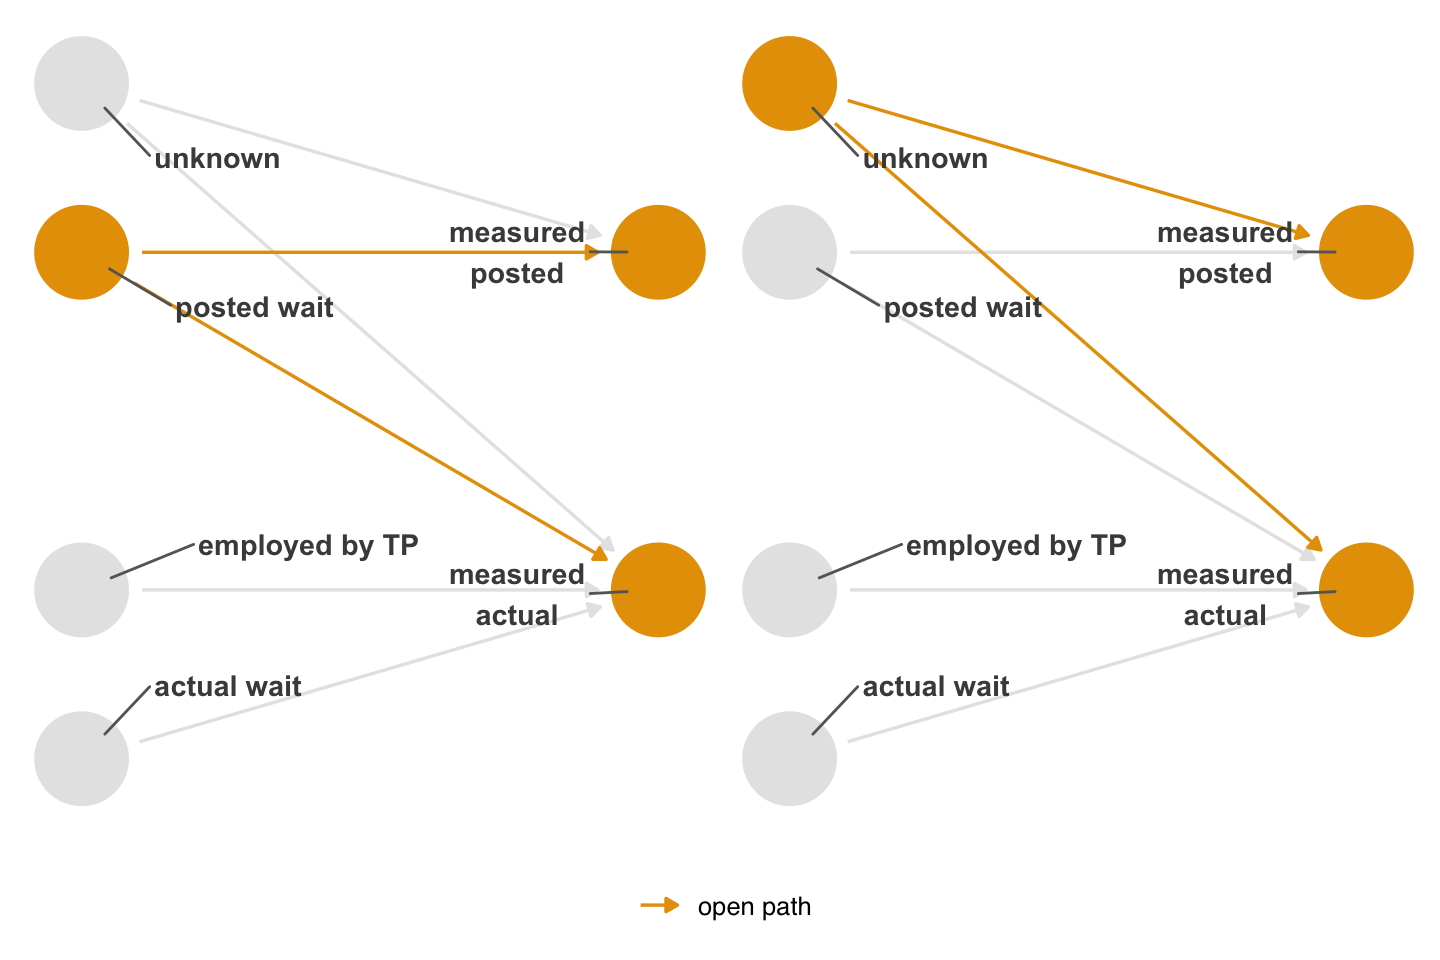 unknown
measured
posted
posted wait
employed by TP
measured
actual
actual wait
unknown
measured
posted
posted wait
employed by TP
measured
actual
actual wait
open path